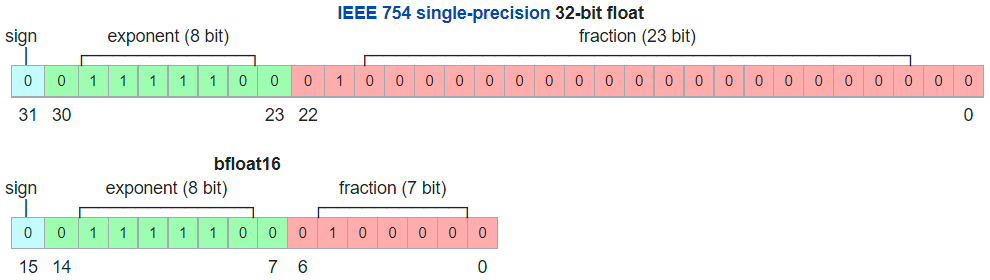 IEEE 754 single-precision 32-bit float
sign exponent (8 bit) fraction (23 bit)
0 0 1 1 1 1 1 0 0 0 1 0 0 0 0 0 0 0 0 0 0 0 0 0 0 0 0 0 0 0 0 0
31 30 23 22 0
bfloat16
sign exponent (8 bit) fraction (7 bit)
0 0 1 1 1 1 1 0 0 0 1 0 0 0 0 0
15 14 7 6 0